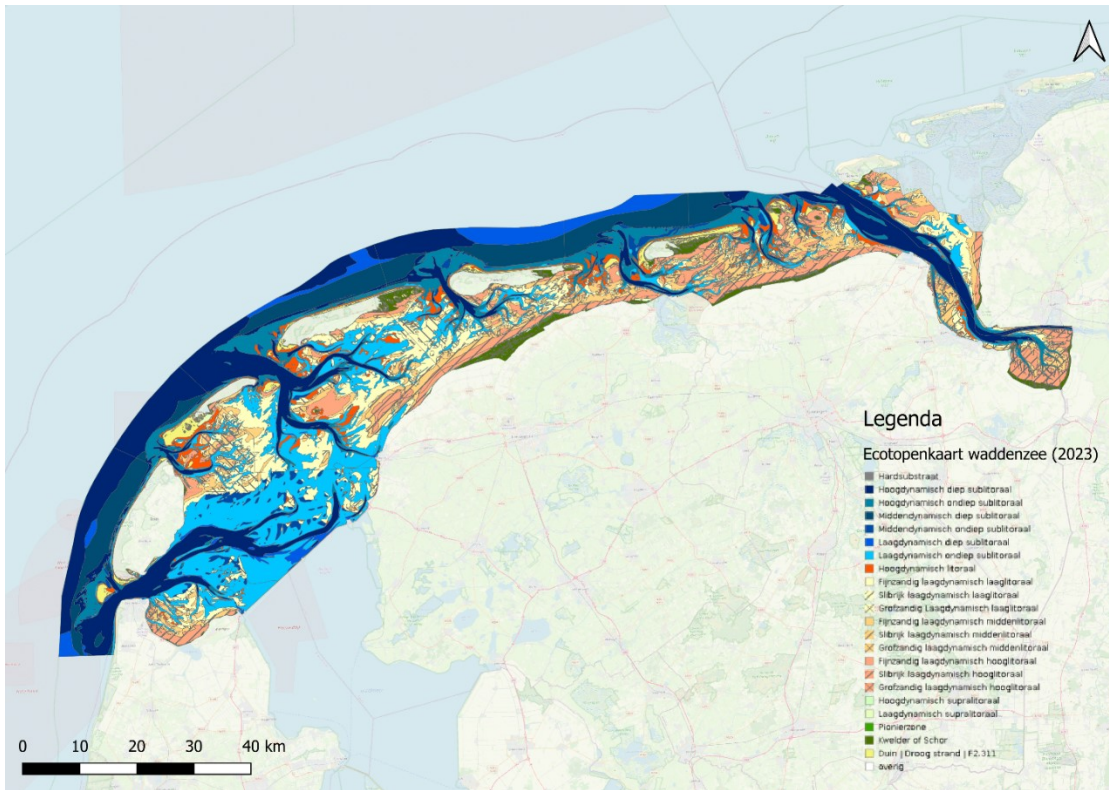 Legenda
Ecotopenkaart waddenzee (2023)
Hardsubstraat
Hoogdynamisch diep sublitoraal
Hoogdynamisch ondiep sublitoraal
Middendynamisch diep sublitoraal
Middendynamisch ondiep sublitoraal
Laagdynamisch diep sublitoraal
Laagdynamisch ondiep sublitoraal
Hoogdynamisch litoraal
Fijnzandig laagdynamisch laaglitoraal
Slibrijk laagdynamisch laaglitoraal
Grofzandig Laagdynamisch laaglitoraal
Fijnzandig laagdynamisch middenlitoraal
Slibrijk laagdynamisch middenlitoraal
Grofzandig laagdynamisch middenlitoraal
Fijnzandig laagdynamisch hooglitoraal
Slibrijk laagdynamisch hooglitoraal
Grofzandig laagdynamisch hooglitoraal
Hoogdynamisch supralitoraal
Laagdynamisch supralitoraal
Pionierzone
Kwelder of Schor
Duin | Droog strand | F2.311
overig
0 10 20 30 40 km